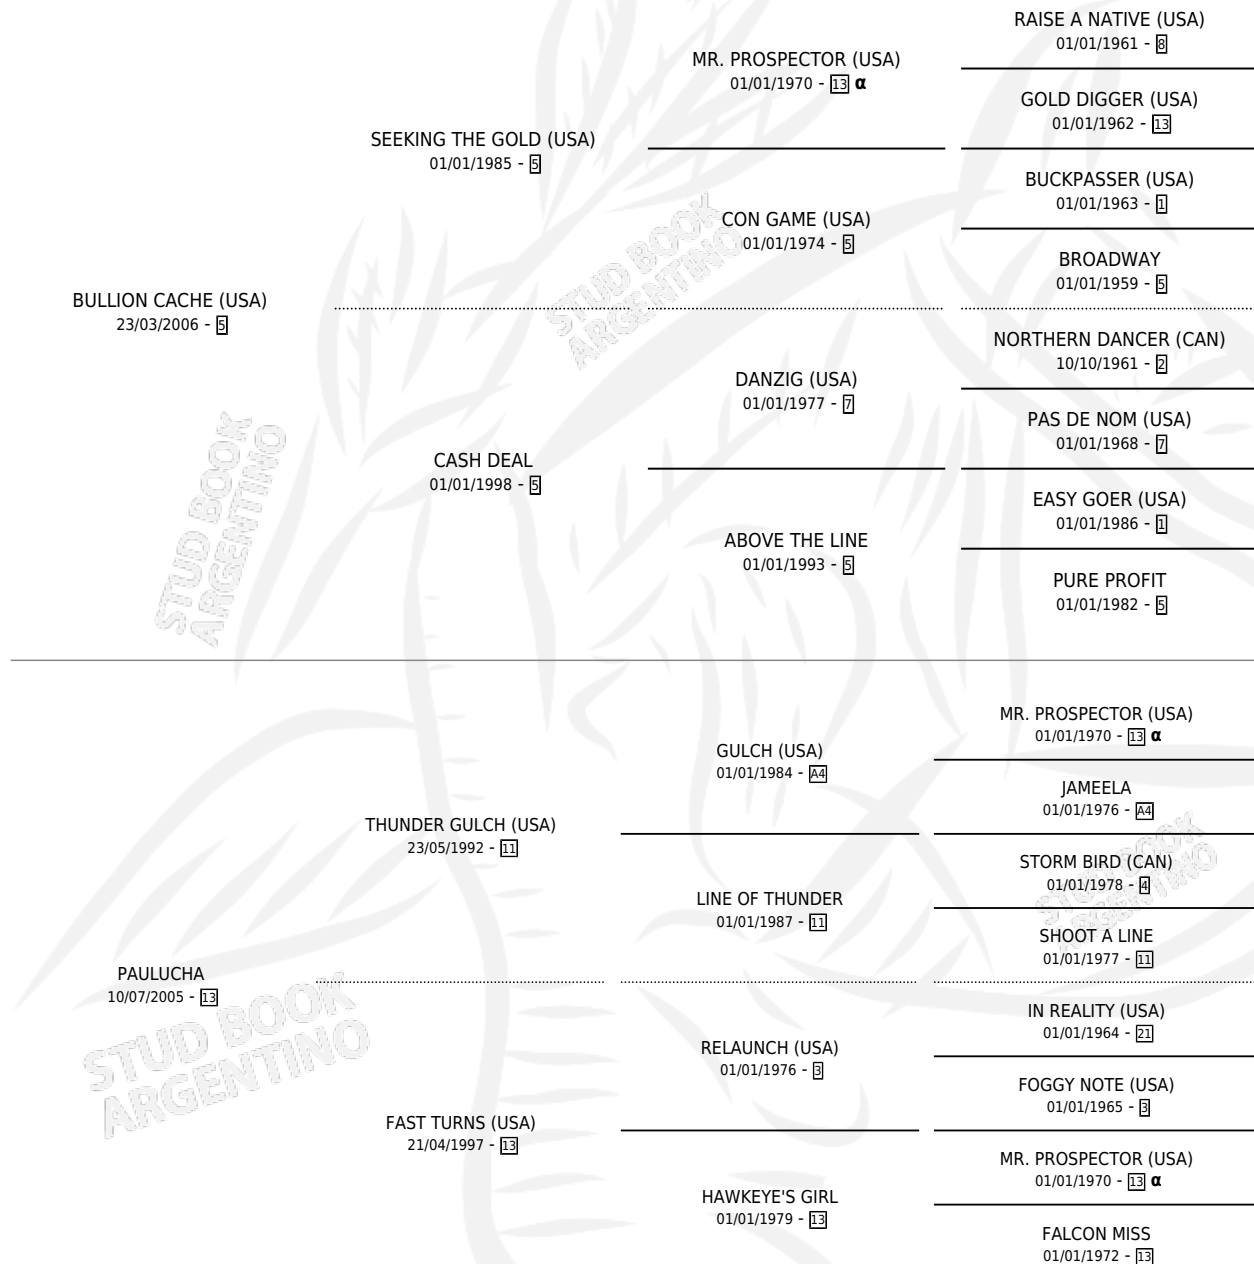 RAISE A NATIVE (USA)
01/01/1961 - 8
MR. PROSPECTOR (USA)
01/01/1970 - 13 α
GOLD DIGGER (USA)
01/01/1962 - 13
SEEKING THE GOLD (USA)
01/01/1985 - 5
BUCKPASSER (USA)
01/01/1963 - 1
CON GAME (USA)
01/01/1974 - 5
BROADWAY
01/01/1959 - 5
STUD BOOK
ARGENTINO
BULLION CACHE (USA)
23/03/2006 - 5
NORTHERN DANCER (CAN)
10/10/1961 - 2
DANZIG (USA)
01/01/1977 - 7
PAS DE NOM (USA)
01/01/1968 - 7
CASH DEAL
01/01/1998 - 5
EASY GOER (USA)
01/01/1986 - 1
ABOVE THE LINE
01/01/1993 - 5
PURE PROFIT
01/01/1982 - 5
STUD BOOK
ARGENTINO
MR. PROSPECTOR (USA)
01/01/1970 - 13 α
GULCH (USA)
01/01/1984 - A4
JAMEELA
01/01/1976 - A4
THUNDER GULCH (USA)
23/05/1992 - 11
STORM BIRD (CAN)
01/01/1978 - 4
LINE OF THUNDER
01/01/1987 - 11
SHOOT A LINE
01/01/1977 - 11
STUD BOOK
ARGENTINO
PAULUCHA
10/07/2005 - 13
IN REALITY (USA)
01/01/1964 - 21
RELAUNCH (USA)
01/01/1976 - 3
FOGGY NOTE (USA)
01/01/1965 - 3
STUD BOOK
ARGENTINO
FAST TURNS (USA)
21/04/1997 - 13
MR. PROSPECTOR (USA)
01/01/1970 - 13 α
HAWKEYE'S GIRL
01/01/1979 - 13
FALCON MISS
01/01/1972 - 13